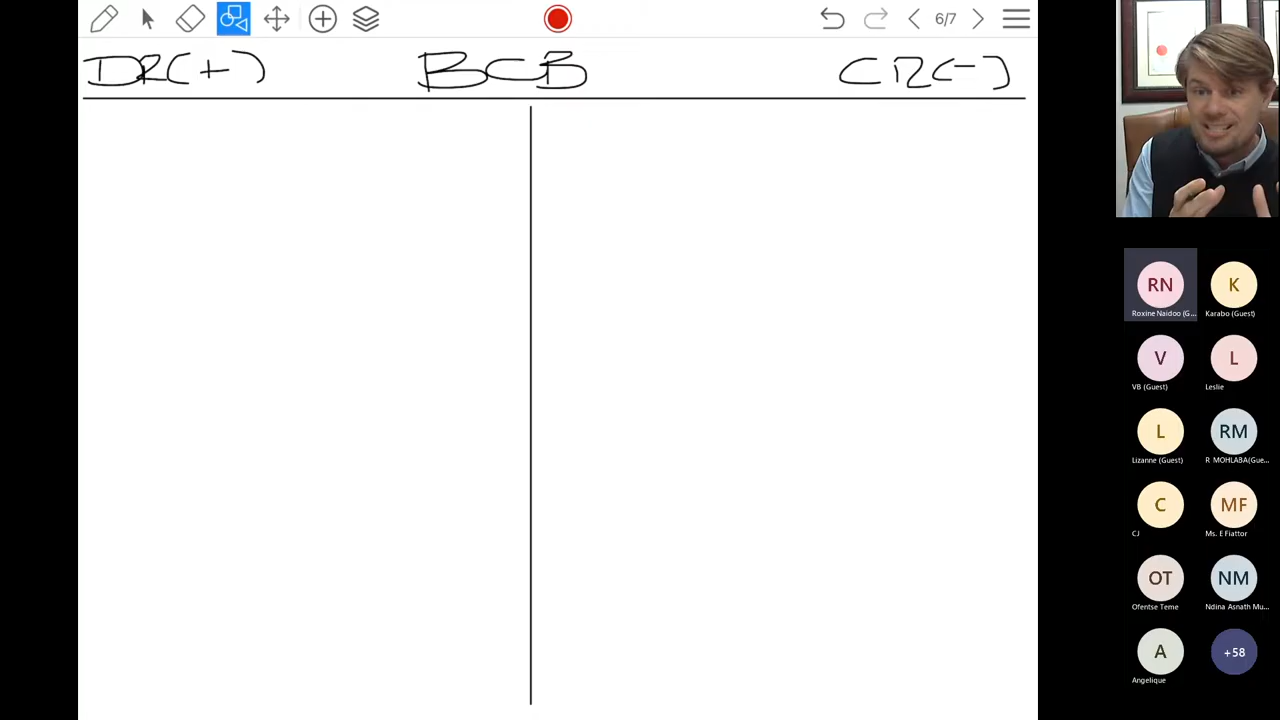 6/7
DR(+) BCB CR(-)
RN K
Roxine Naidoo (G... Karabo (Guest)
V L
VB (Guest) Leslie
L RM
Lizanne (Guest) R MOHLABA(Gue...
C MF
CJ Ms. E Fiattor
OT NM
Ofentse Teme Ndina Asnath Mu...
A +58
Angelique